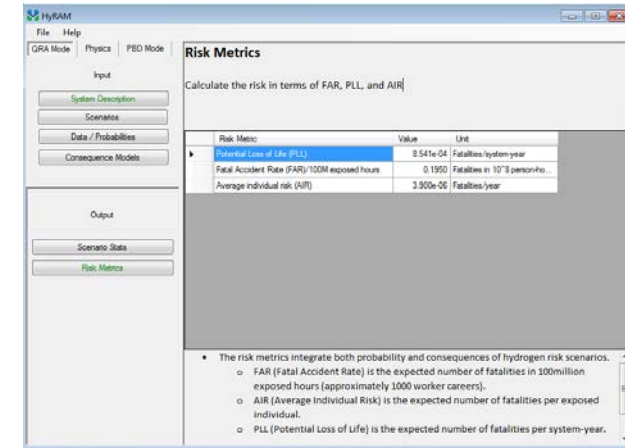 HyRAM
File Help
QRA Mode Physics PBD Mode
Input
System Description
Scenarios
Data / Probabilities
Consequence Models
Output
Scenario Stats
Risk Metrics
Risk Metrics
Calculate the risk in terms of FAR, PLL, and AIR
Risk Metric Value Unit
Potential Loss of Life (PLL) 8.541e-04 Fatalities/system-year
Fatal Accident Rate (FAR)/100M exposed hours 0.1950 Fatalities in 10^8 person-ho...
Average individual risk (AIR) 3.900e-06 Fatalities/year
• The risk metrics integrate both probability and consequences of hydrogen risk scenarios.
o FAR (Fatal Accident Rate) is the expected number of fatalities in 100million
exposed hours (approximately 1000 worker careers).
o AIR (Average Individual Risk) is the expected number of fatalities per exposed
individual.
o PLL (Potential Loss of Life) is the expected number of fatalities per system-year.